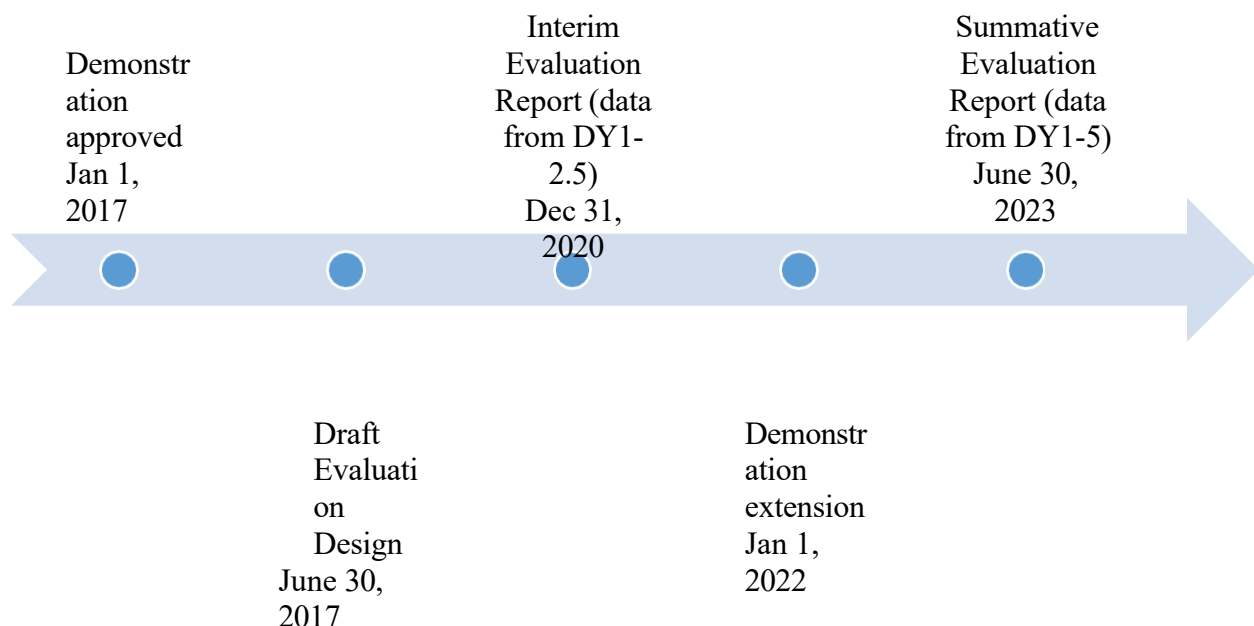 Demonstr
ation
approved
Jan 1,
2017
Interim
Evaluation
Report (data
from DY1-
2.5)
Dec 31,
2020
Summative
Evaluation
Report (data
from DY1-5)
June 30,
2023
Draft
Evaluati
on
Design
June 30,
2017
Demonstr
ation
extension
Jan 1,
2022